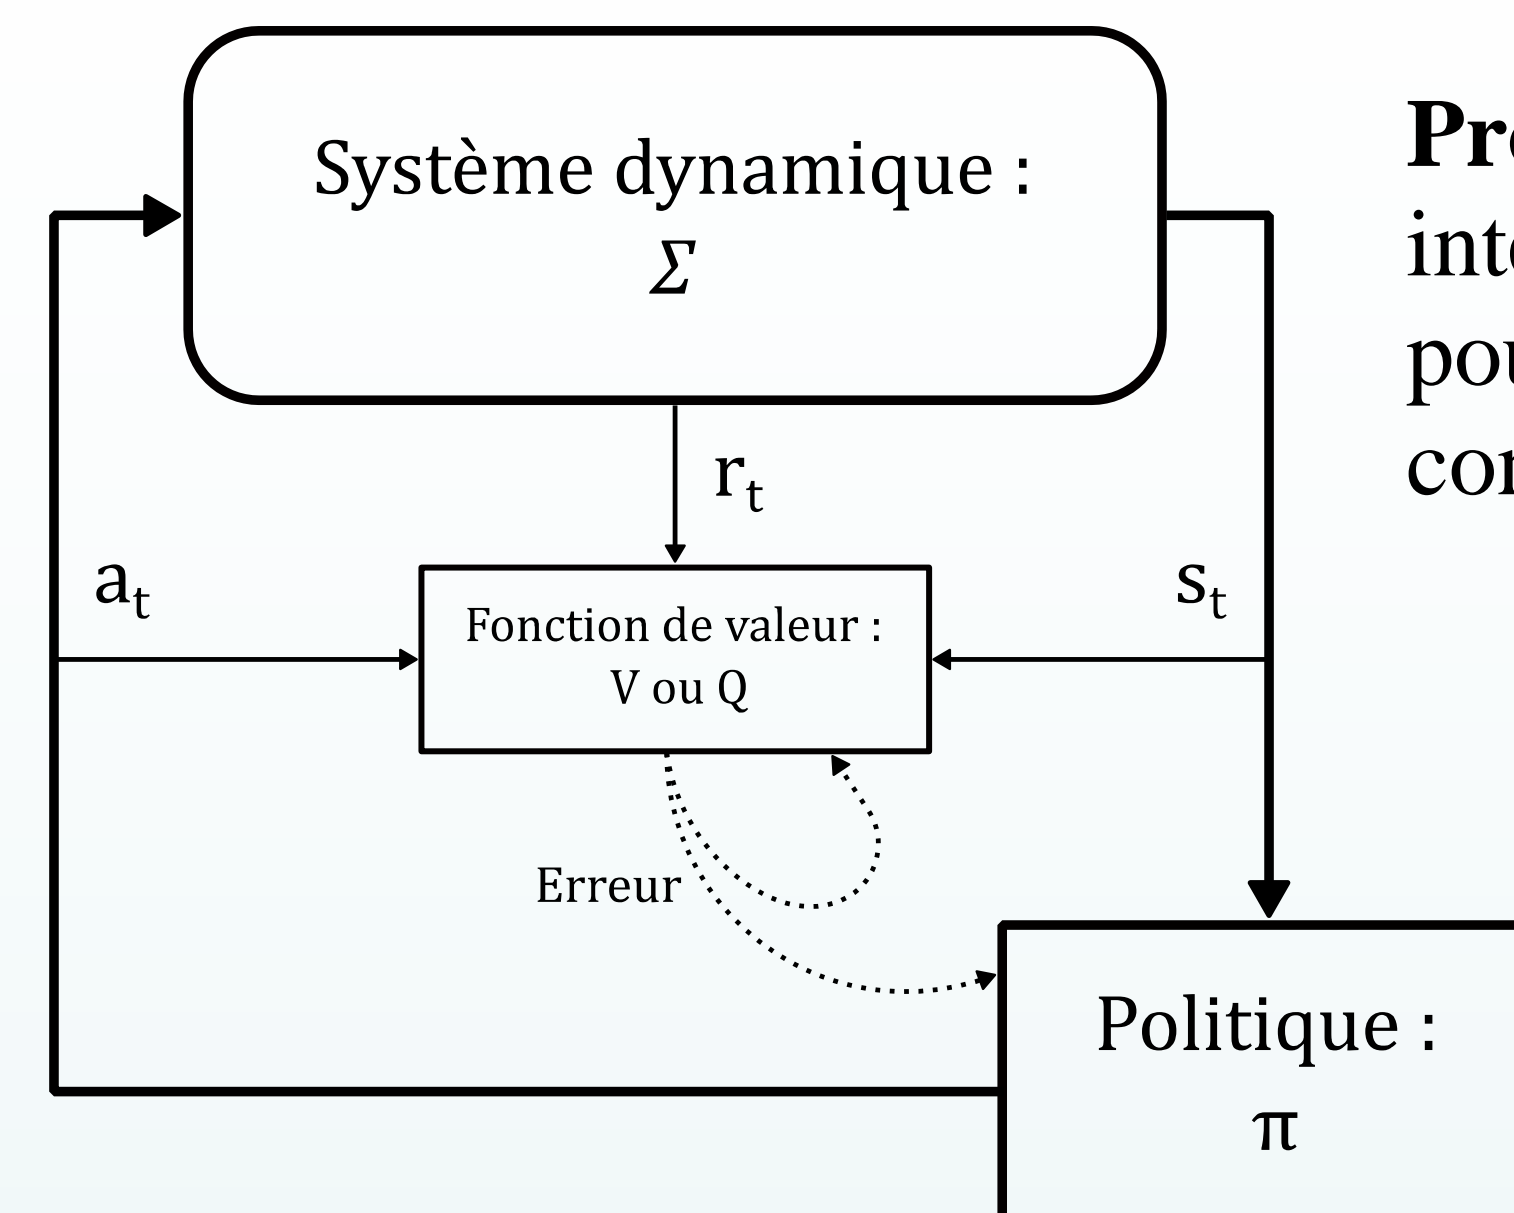 Système dynamique :
Σ
r_t
a_t
s_t
Fonction de valeur :
V ou Q
Erreur
Politique :
π